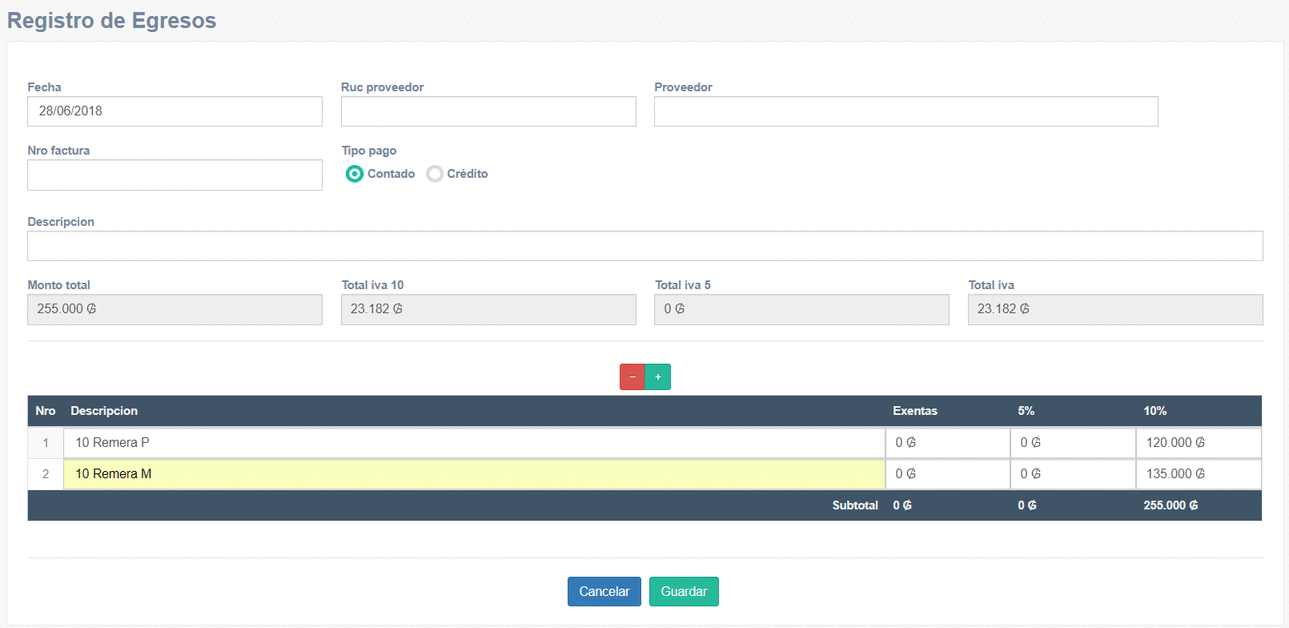 Registro de Egresos
Fecha Ruc proveedor Proveedor
28/06/2018
Nro factura Tipo pago
Contado Crédito
Descripcion
Monto total Total iva 10 Total iva 5 Total iva
255.000 ₲ 23.182 ₲ 0 ₲ 23.182 ₲
− +
Nro Descripcion Exentas 5% 10%
1 10 Remera P 0 ₲ 0 ₲ 120.000 ₲
2 10 Remera M 0 ₲ 0 ₲ 135.000 ₲
Subtotal 0 ₲ 0 ₲ 255.000 ₲
Cancelar Guardar